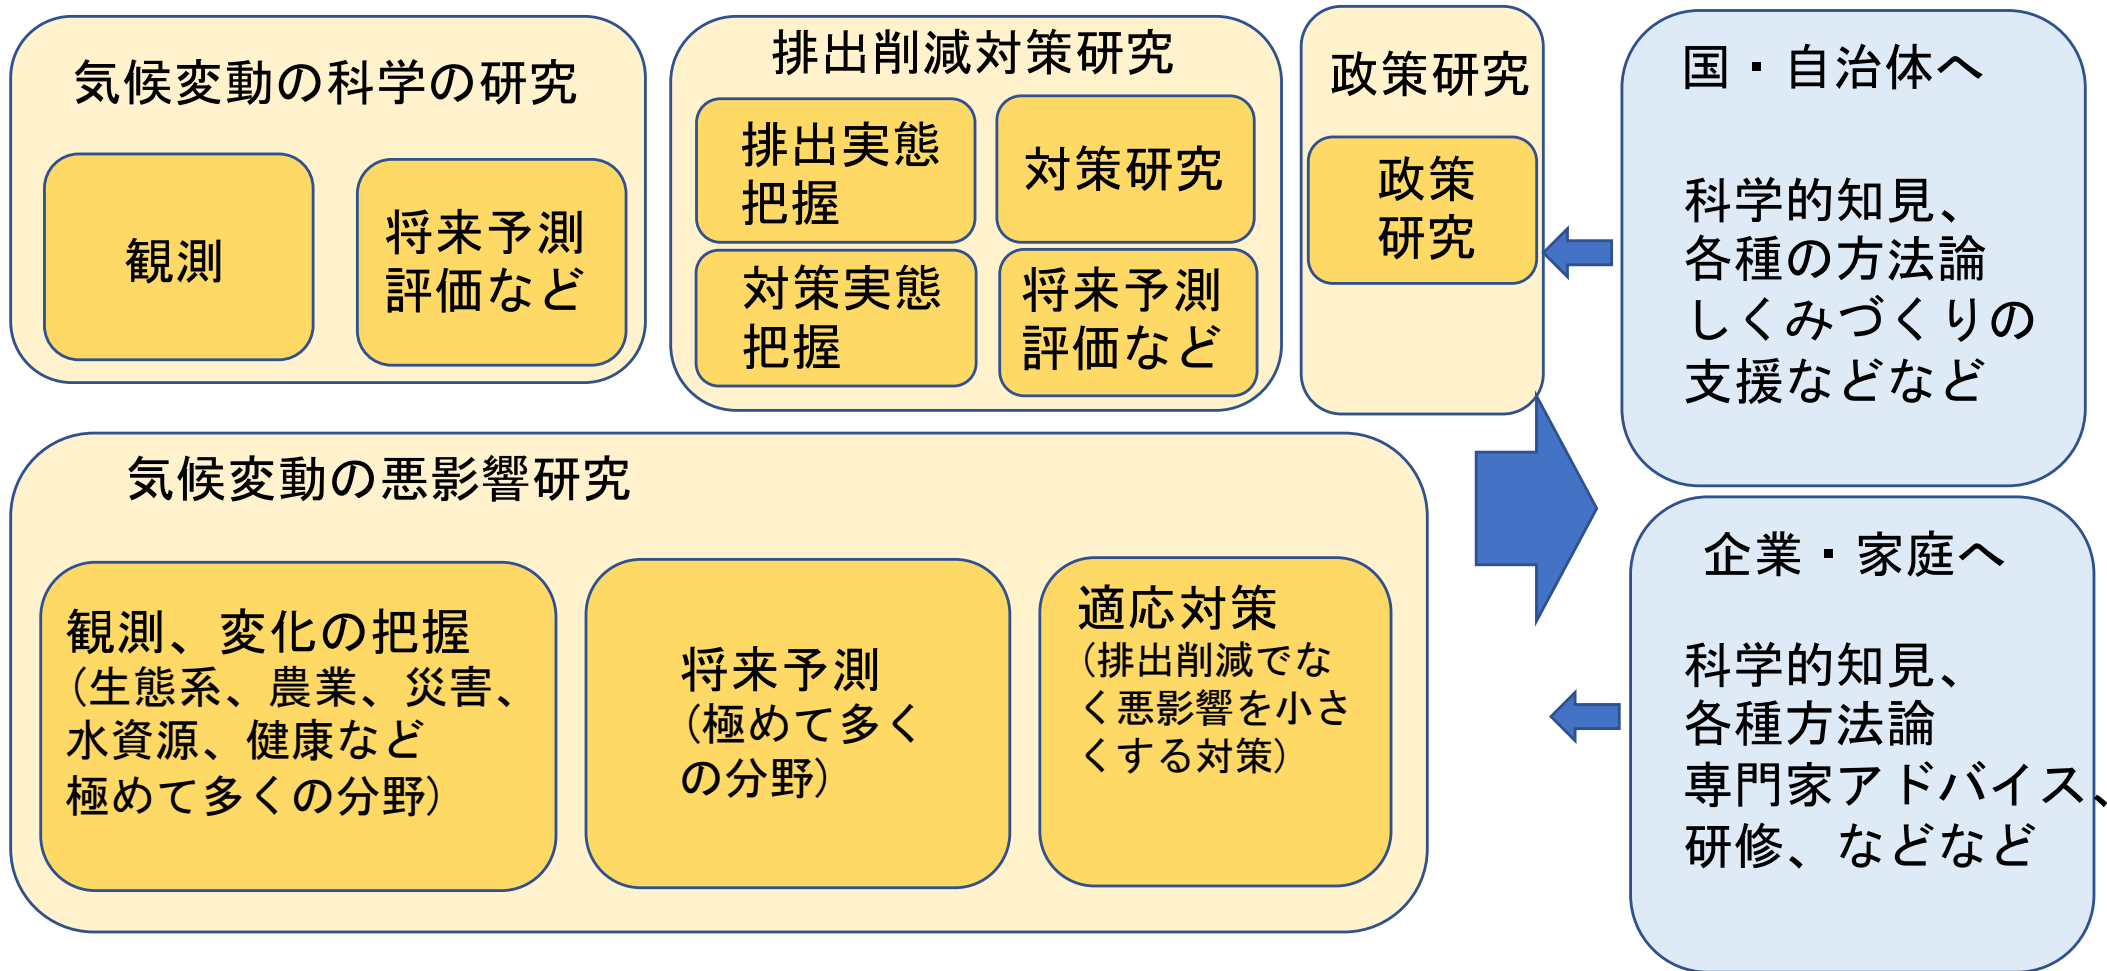 気候変動の科学の研究
観測
将来予測
評価など
排出削減対策研究
排出実態
把握
対策研究
対策実態
把握
将来予測
評価など
政策研究
政策
研究
国・自治体へ
科学的知見、
各種の方法論
しくみづくりの
支援などなど
気候変動の悪影響研究
観測、変化の把握
（生態系、農業、災害、
水資源、健康など
極めて多くの分野）
将来予測
（極めて多く
の分野）
適応対策
（排出削減でな
く悪影響を小さ
くする対策）
企業・家庭へ
科学的知見、
各種方法論
専門家アドバイス、
研修、などなど